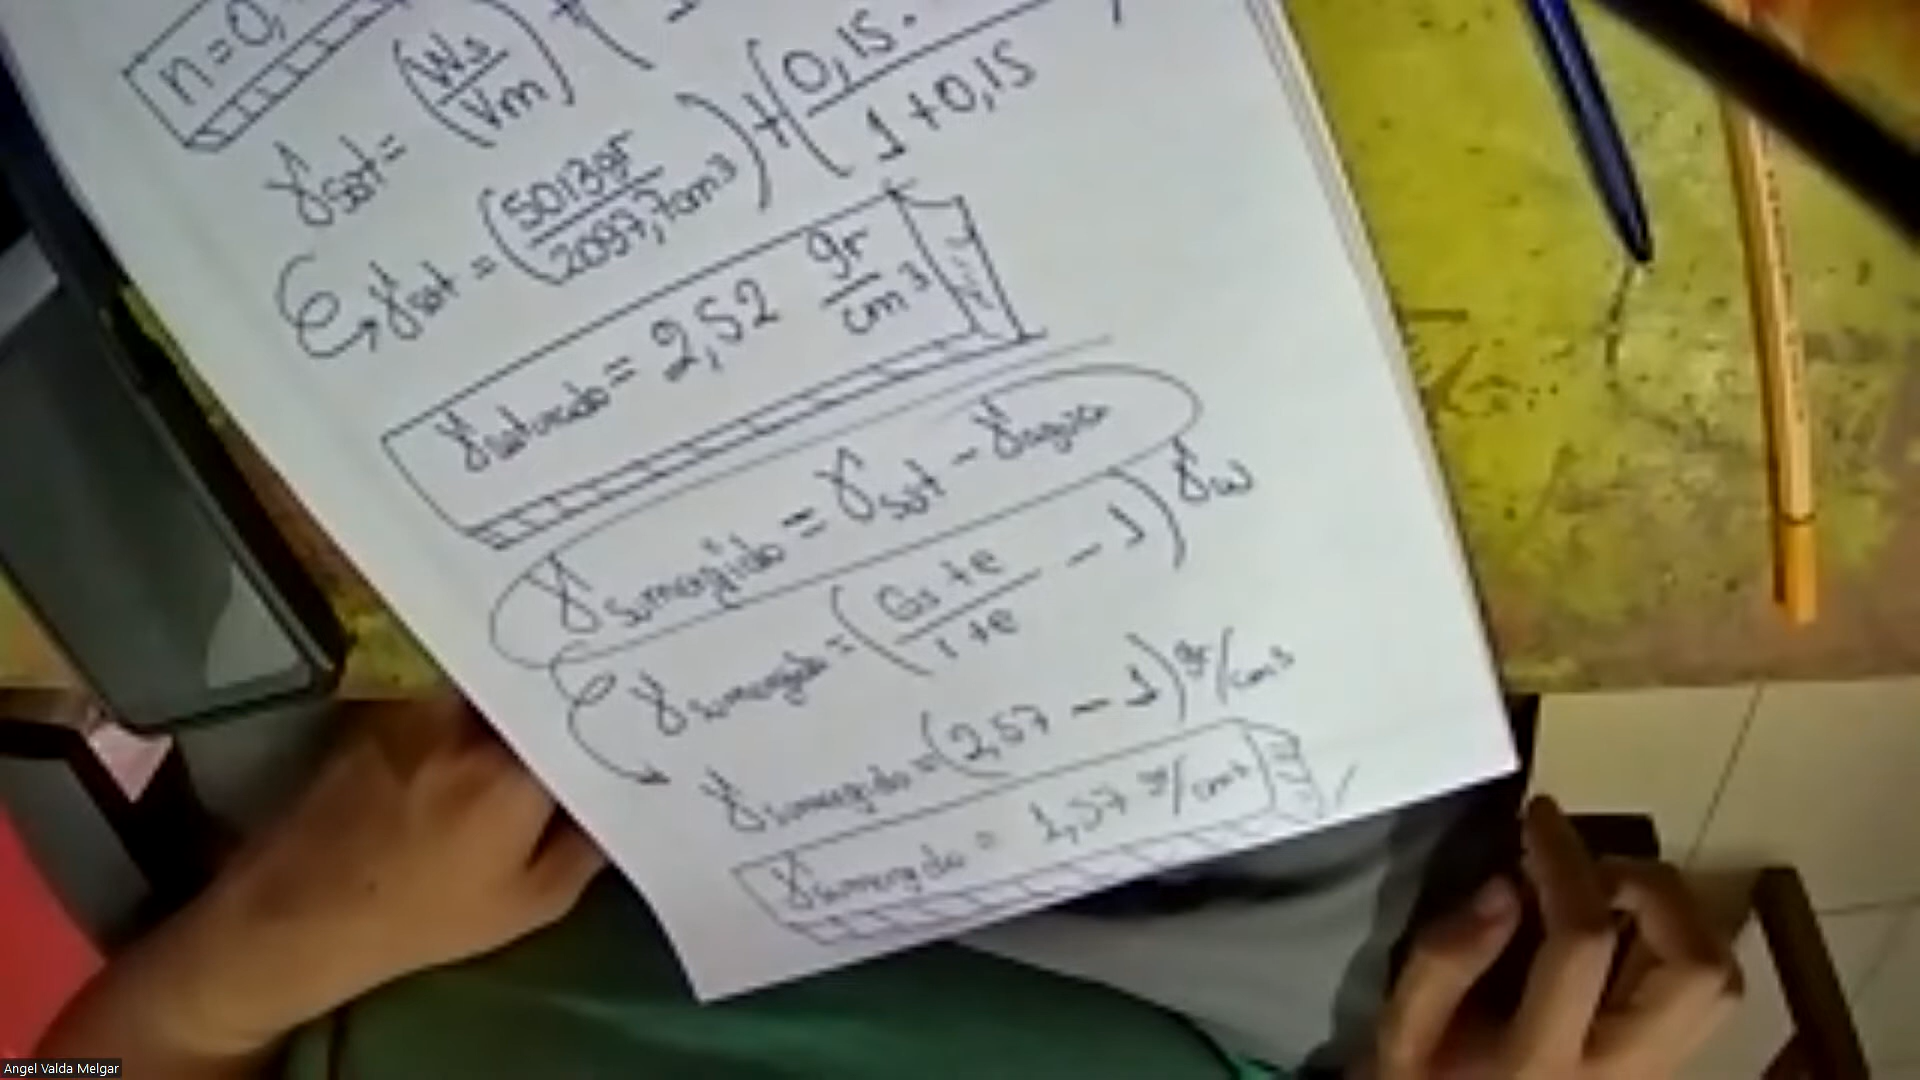 n = 0,
γsat = (Ws/Vm) + (
γsat = (5013gr/2097,7cm³) + (0,15. / 1+0,15
γsaturado = 2,52 gr/cm³
γsumergido = γsat - γagua
γsumergido = (Gs+e/1+e - 1) γw
γsumergido = (2,57 - 1) gr/cm³
γsumergido = 1,57 gr/cm³
Angel Valda Melgar